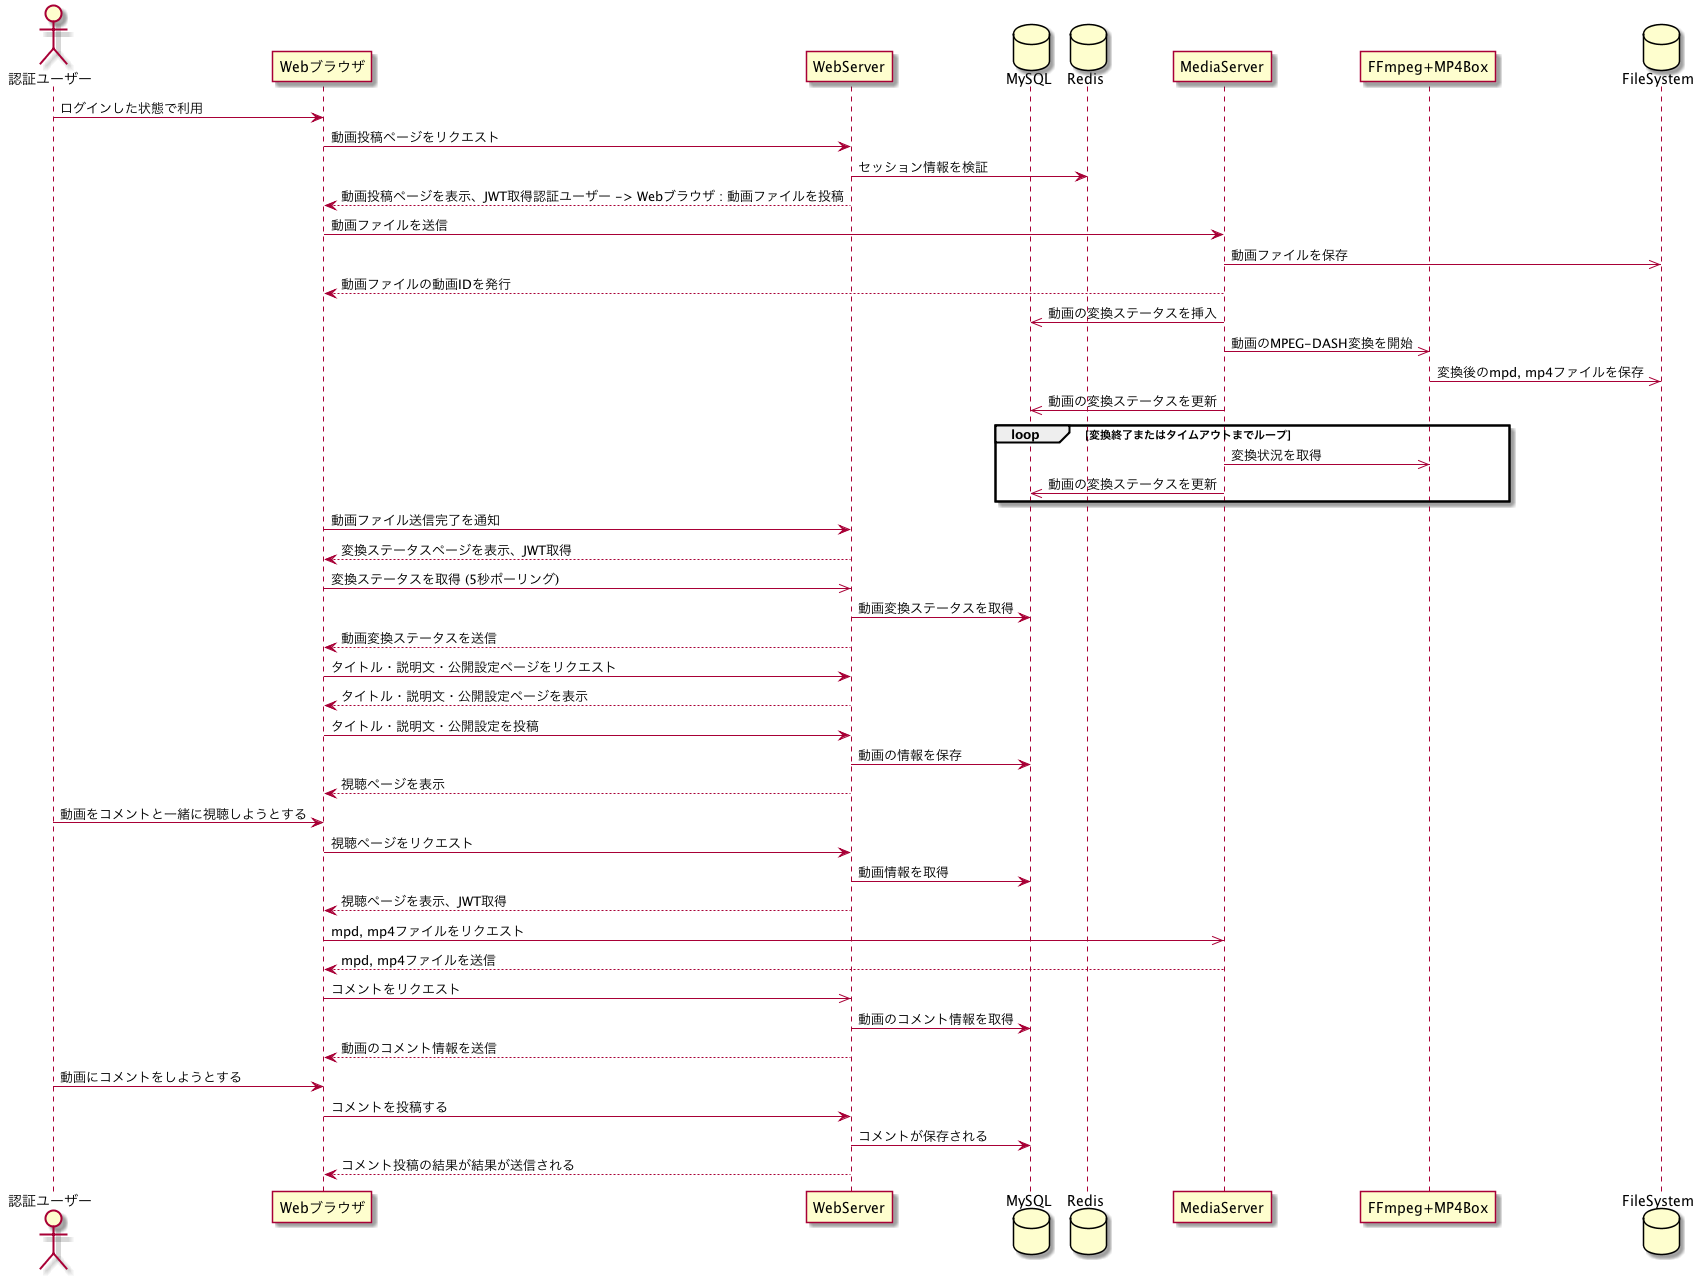 認証ユーザー
Webブラウザ
WebServer
MySQL
Redis
MediaServer
FFmpeg+MP4Box
FileSystem
ログインした状態で利用
動画投稿ページをリクエスト
セッション情報を検証
動画投稿ページを表示、JWT取得認証ユーザー -> Webブラウザ : 動画ファイルを投稿
動画ファイルを送信
動画ファイルを保存
動画ファイルの動画IDを発行
動画の変換ステータスを挿入
動画のMPEG-DASH変換を開始
変換後のmpd, mp4ファイルを保存
動画の変換ステータスを更新
loop [変換終了またはタイムアウトまでループ]
変換状況を取得
動画の変換ステータスを更新
動画ファイル送信完了を通知
変換ステータスページを表示、JWT取得
変換ステータスを取得 (5秒ポーリング)
動画変換ステータスを取得
動画変換ステータスを送信
タイトル・説明文・公開設定ページをリクエスト
タイトル・説明文・公開設定ページを表示
タイトル・説明文・公開設定を投稿
動画の情報を保存
視聴ページを表示
動画をコメントと一緒に視聴しようとする
視聴ページをリクエスト
動画情報を取得
視聴ページを表示、JWT取得
mpd, mp4ファイルをリクエスト
mpd, mp4ファイルを送信
コメントをリクエスト
動画のコメント情報を取得
動画のコメント情報を送信
動画にコメントをしようとする
コメントを投稿する
コメントが保存される
コメント投稿の結果が結果が送信される
認証ユーザー
Webブラウザ
WebServer
MySQL
Redis
MediaServer
FFmpeg+MP4Box
FileSystem